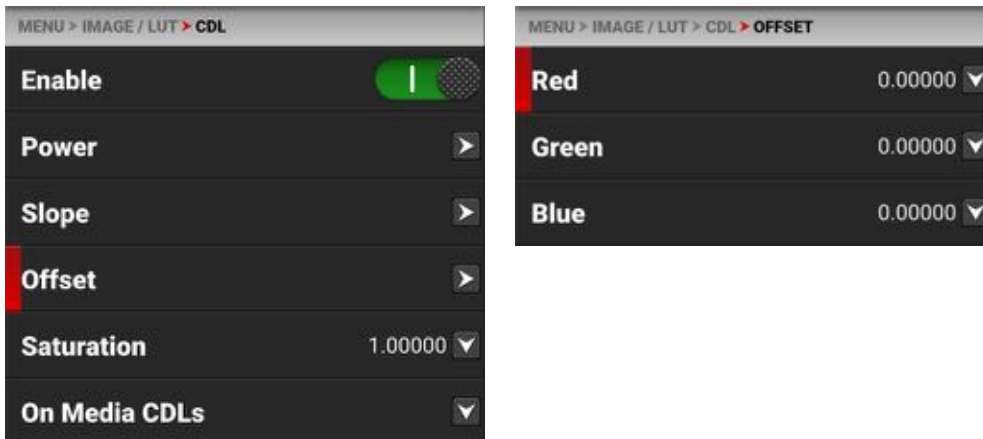 MENU > IMAGE / LUT > CDL
Enable
Power
Slope
Offset
Saturation 1.00000
On Media CDLs
MENU > IMAGE / LUT > CDL > OFFSET
Red 0.00000
Green 0.00000
Blue 0.00000